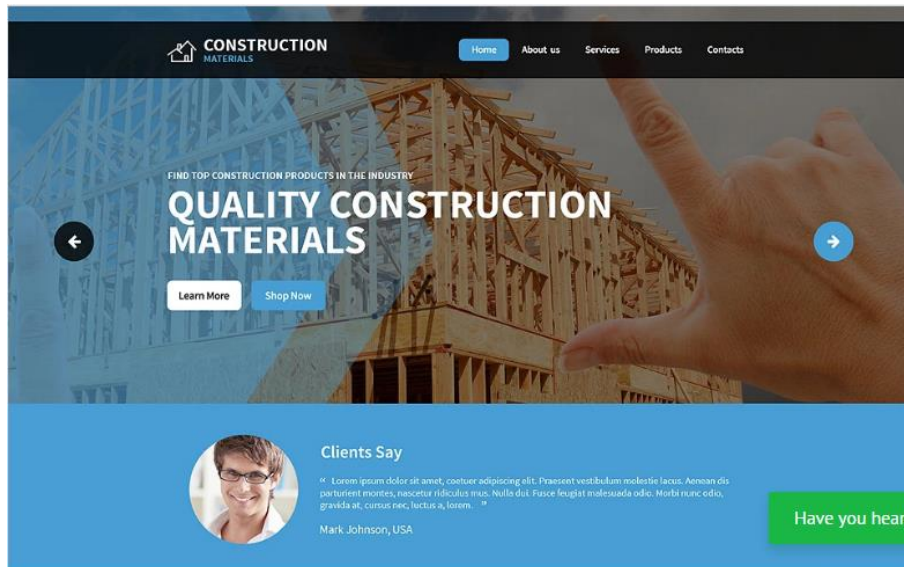 CONSTRUCTION
MATERIALS
Home About us Services Products Contacts
FIND TOP CONSTRUCTION PRODUCTS IN THE INDUSTRY
QUALITY CONSTRUCTION
MATERIALS
Learn More Shop Now
Clients Say
“ Lorem ipsum dolor sit amet, coetuer adipiscing elit. Praesent vestibulum molestie lacus. Aenean dis
parturient montes, nascetur ridiculus mus. Nulla dui. Fusce feugiat malesuada odio. Morbi nunc odio,
gravida at, cursus nec, luctus a, lorem. ”
Mark Johnson, USA
Have you hear